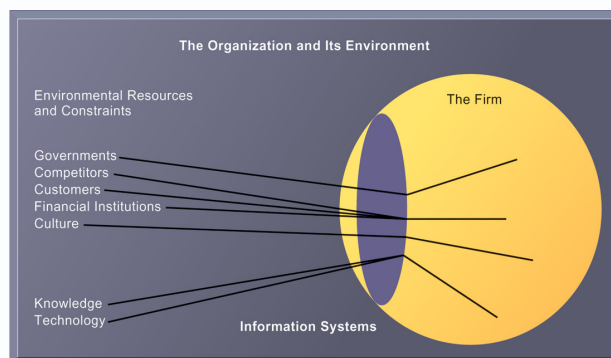 The Organization and Its Environment
Environmental Resources
and Constraints
The Firm
Governments
Competitors
Customers
Financial Institutions
Culture
Knowledge
Technology
Information Systems